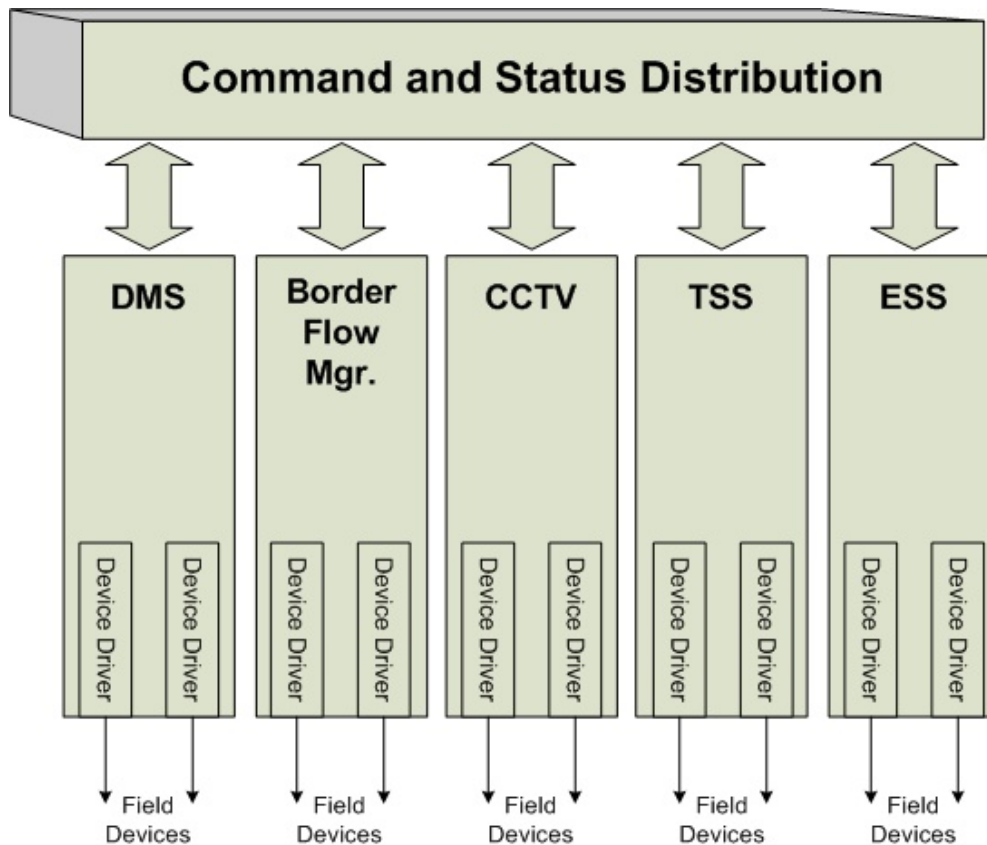 Command and Status Distribution
DMS
Border
Flow
Mgr.
CCTV
TSS
ESS
Device Driver
Device Driver
Device Driver
Device Driver
Device Driver
Device Driver
Device Driver
Device Driver
Device Driver
Device Driver
Field
Devices
Field
Devices
Field
Devices
Field
Devices
Field
Devices